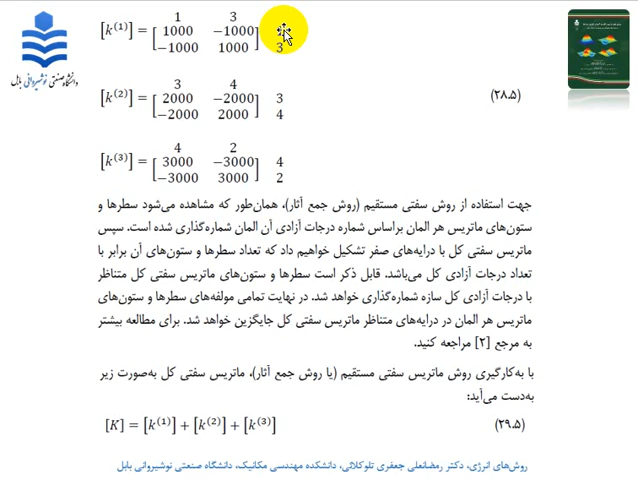 1 3
[k⁽¹⁾] = [ 1000 −1000
−1000 1000 ] 3
3 4
[k⁽²⁾] = [ 2000 −2000 ] 3
−2000 2000 4
(۲۸.۵)
4 2
[k⁽³⁾] = [ 3000 −3000 ] 4
−3000 3000 2
جهت استفاده از روش سفتی مستقیم (روش جمع آثار)، همان‌طور که مشاهده می‌شود سطرها و
ستون‌های ماتریس هر المان براساس شماره درجات آزادی آن المان شماره‌گذاری شده است. سپس
ماتریس سفتی کل با درایه‌های صفر تشکیل خواهیم داد که تعداد سطرها و ستون‌های آن برابر با
تعداد درجات آزادی کل می‌باشد. قابل ذکر است سطرها و ستون‌های ماتریس سفتی کل متناظر
با درجات آزادی کل سازه شماره‌گذاری خواهد شد. در نهایت تمامی مولفه‌های سطرها و ستون‌های
ماتریس هر المان در درایه‌های متناظر ماتریس سفتی کل جایگزین خواهد شد. برای مطالعه بیشتر
به مرجع [۲] مراجعه کنید.
با به‌کارگیری روش ماتریس سفتی مستقیم (یا روش جمع آثار)، ماتریس سفتی کل به‌صورت زیر
به‌دست می‌آید:
[K] = [k⁽¹⁾] + [k⁽²⁾] + [k⁽³⁾] (۲۹.۵)
دانشگاه صنعتی نوشیروانی بابل
روش‌های انرژی، دکتر رمضانعلی جعفری تلوکلائی، دانشکده مهندسی مکانیک، دانشگاه صنعتی نوشیروانی بابل